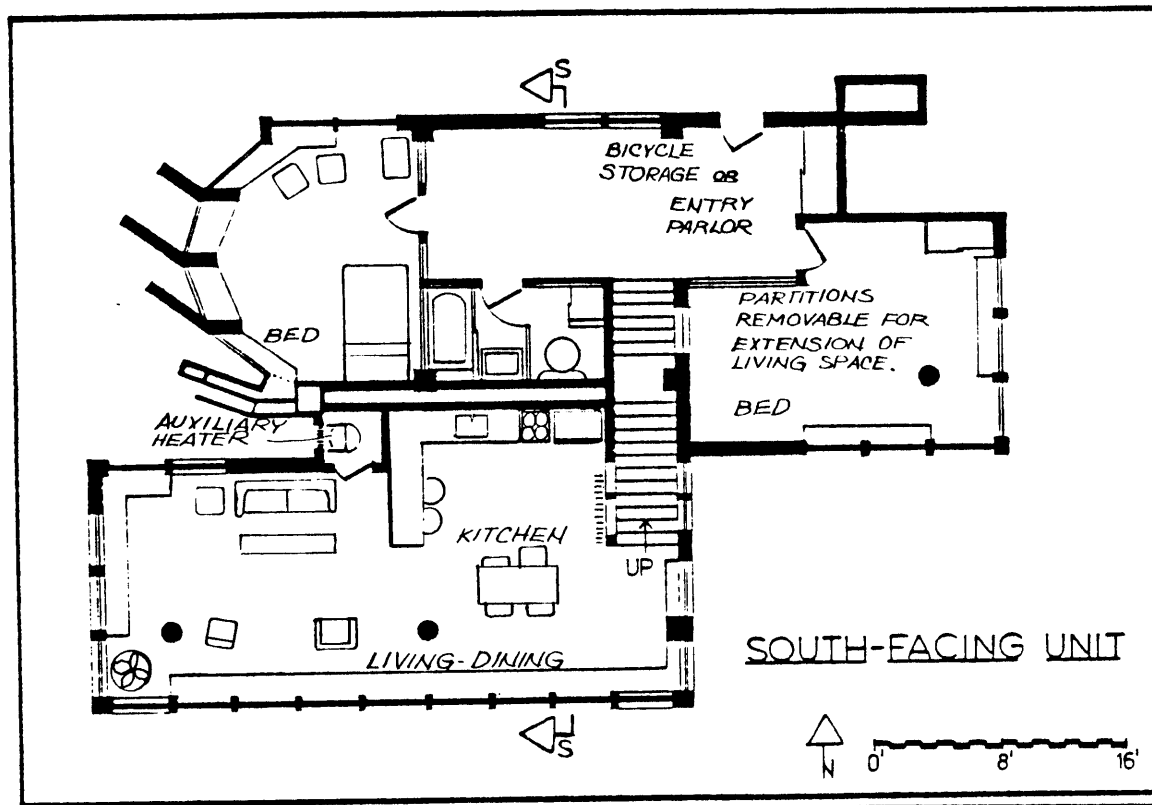 S
BICYCLE
STORAGE OR
ENTRY
PARLOR
PARTITIONS
REMOVABLE FOR
EXTENSION OF
LIVING SPACE.
BED
BED
AUXILIARY
HEATER
KITCHEN
UP
LIVING-DINING
SOUTH-FACING UNIT
S
N
0' 8' 16'